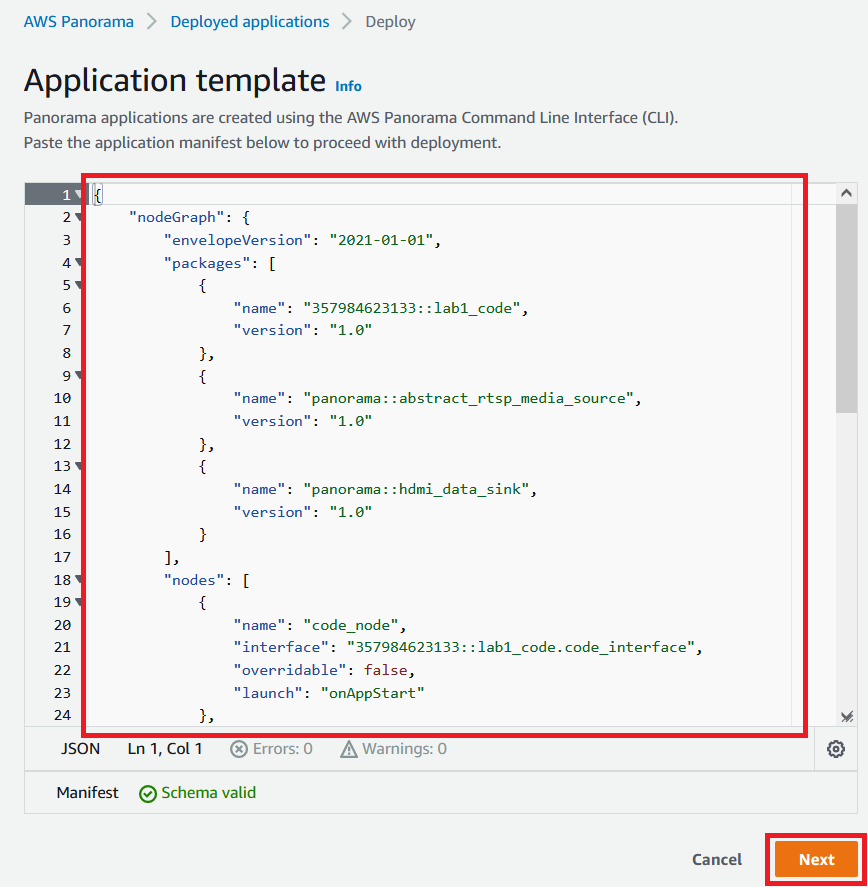 AWS Panorama > Deployed applications > Deploy
Application template Info
Panorama applications are created using the AWS Panorama Command Line Interface (CLI).
Paste the application manifest below to proceed with deployment.
1 {
2 "nodeGraph": {
3 "envelopeVersion": "2021-01-01",
4 "packages": [
5 {
6 "name": "357984623133::lab1_code",
7 "version": "1.0"
8 },
9 {
10 "name": "panorama::abstract_rtsp_media_source",
11 "version": "1.0"
12 },
13 {
14 "name": "panorama::hdmi_data_sink",
15 "version": "1.0"
16 }
17 ],
18 "nodes": [
19 {
20 "name": "code_node",
21 "interface": "357984623133::lab1_code.code_interface",
22 "overridable": false,
23 "launch": "onAppStart"
24 },
JSON Ln 1, Col 1 Errors: 0 Warnings: 0
Manifest Schema valid
Cancel Next